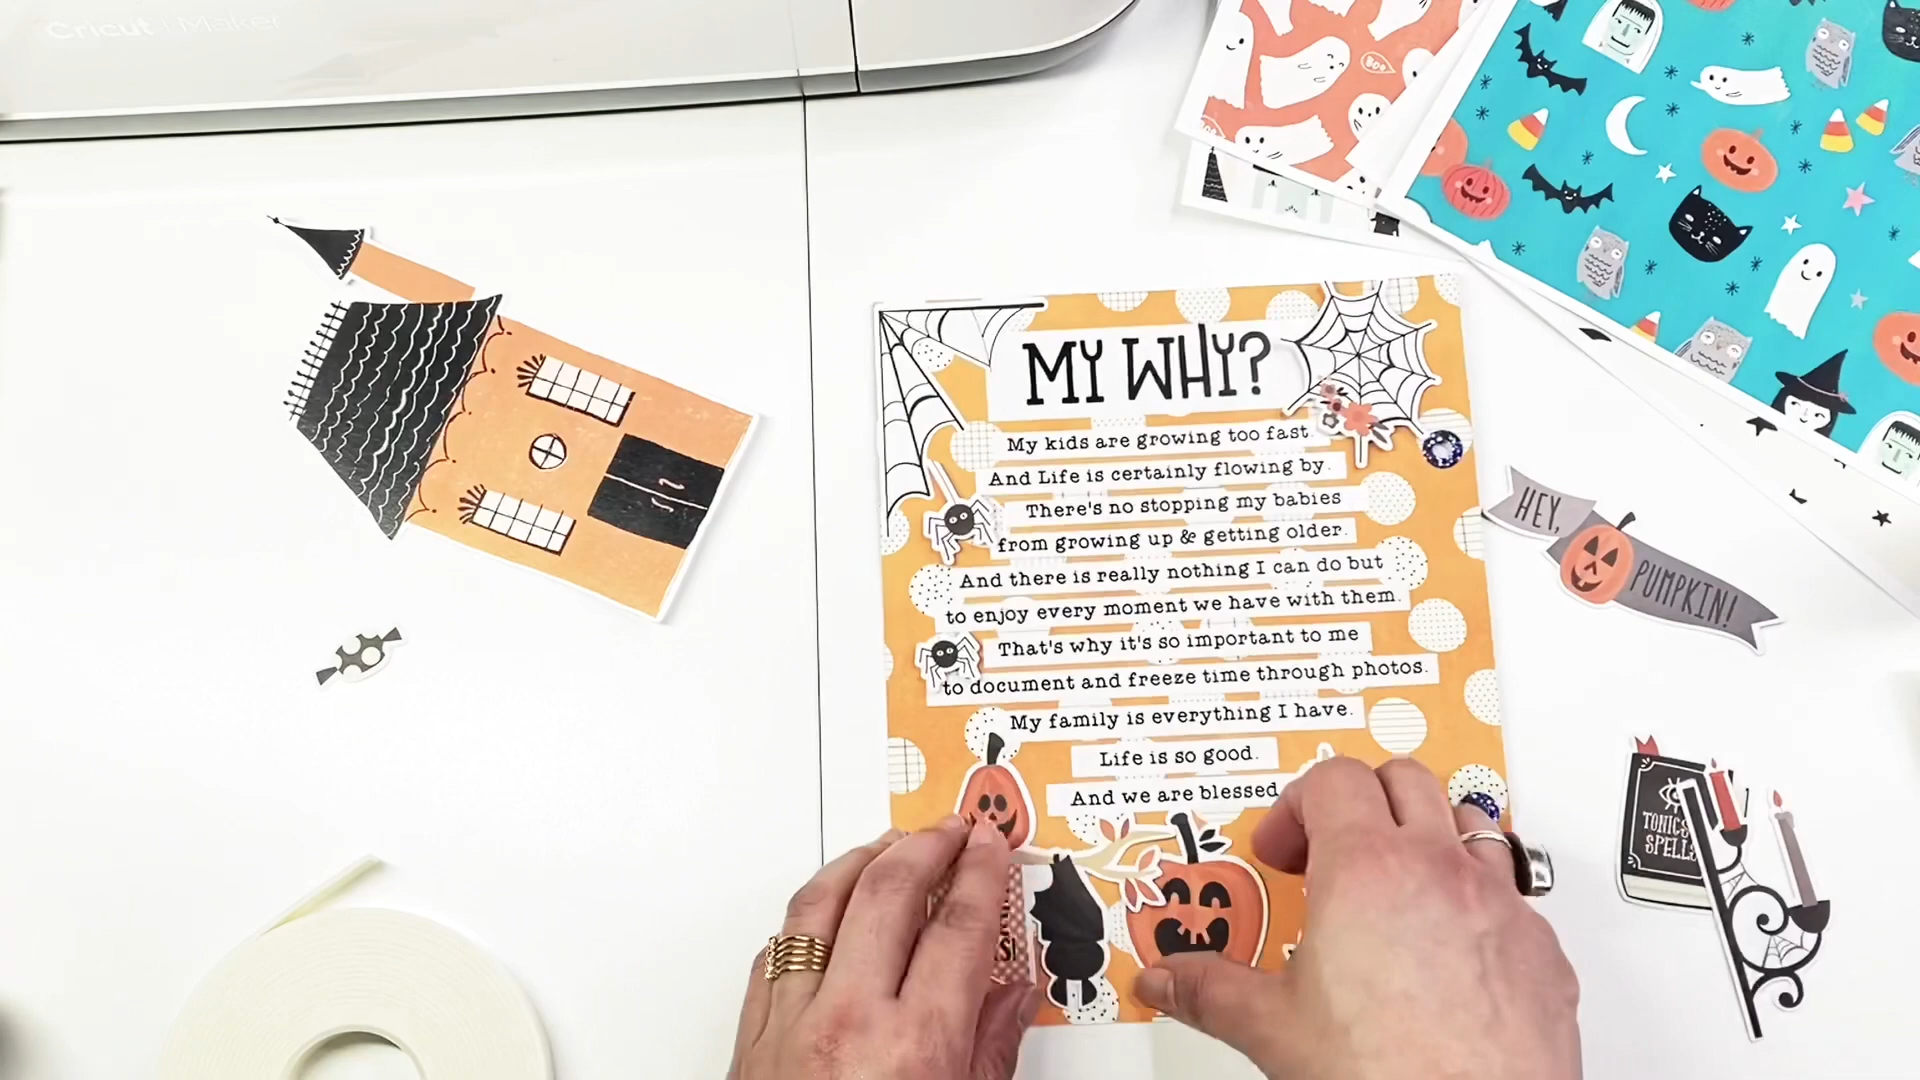 Cricut Maker
BOO
MY WHY?
My kids are growing too fast.
And Life is certainly flowing by.
There's no stopping my babies
from growing up & getting older.
And there is really nothing I can do but
to enjoy every moment we have with them.
That's why it's so important to me
to document and freeze time through photos.
My family is everything I have.
Life is so good.
And we are blessed
HEY,
PUMPKIN!
TONICS
SPELLS